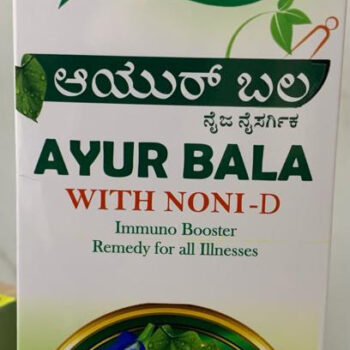 ಆಯುರ್ ಬಲ
ನೈಜ ನೈಸರ್ಗಿಕ
AYUR BALA
WITH NONI-D
Immuno Booster
Remedy for all Illnesses